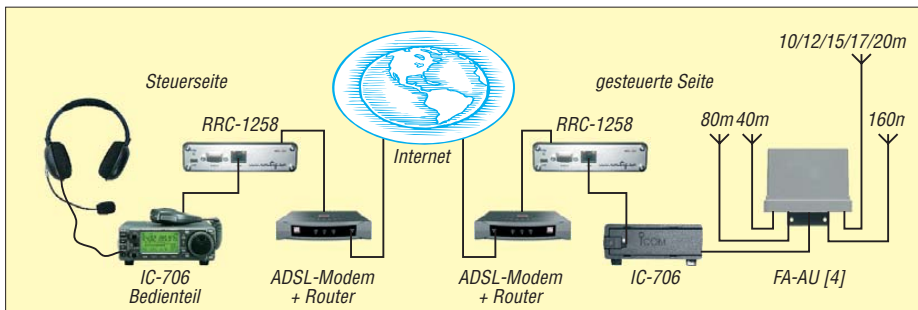 10/12/15/17/20m
Steuerseite
gesteuerte Seite
RRC-1258
RRC-1258
80m 40m
160m
Internet
ICOM
IC-706
Bedienteil
ADSL-Modem
+ Router
ADSL-Modem
+ Router
IC-706
FA-AU [4]